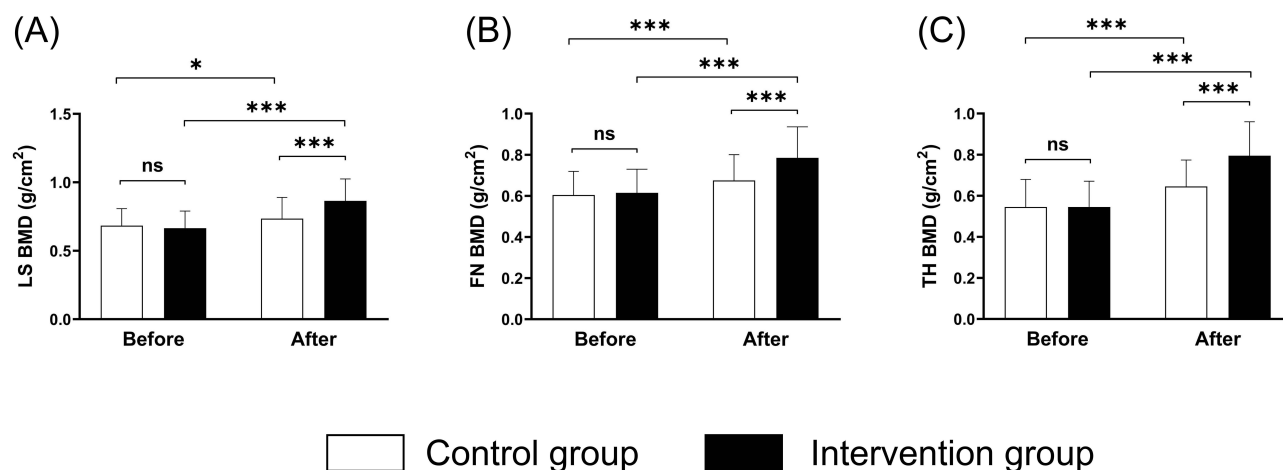 (A)
*
***
***
ns
LS BMD (g/cm²)
1.5
1.0
0.5
0.0
Before
After
(B)
***
***
***
ns
FN BMD (g/cm²)
1.0
0.8
0.6
0.4
0.2
0.0
Before
After
(C)
***
***
***
ns
TH BMD (g/cm²)
1.0
0.8
0.6
0.4
0.2
0.0
Before
After
Control group
Intervention group